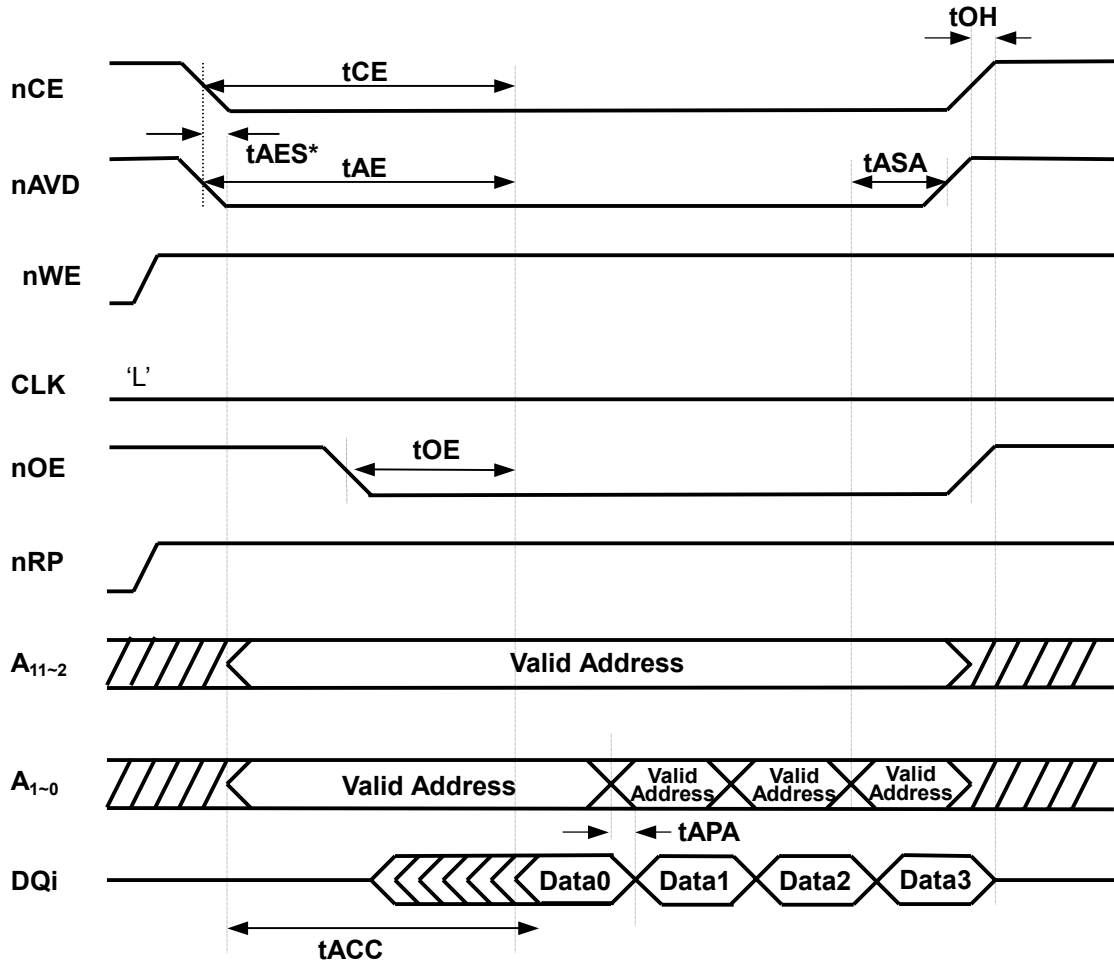 tOH
nCE
tCE
tAES*
nAVD
tAE
tASA
nWE
CLK
‘L’
nOE
tOE
nRP
A11~2
Valid Address
A1~0
Valid Address
Valid
Address
Valid
Address
Valid
Address
tAPA
DQi
Data0
Data1
Data2
Data3
tACC